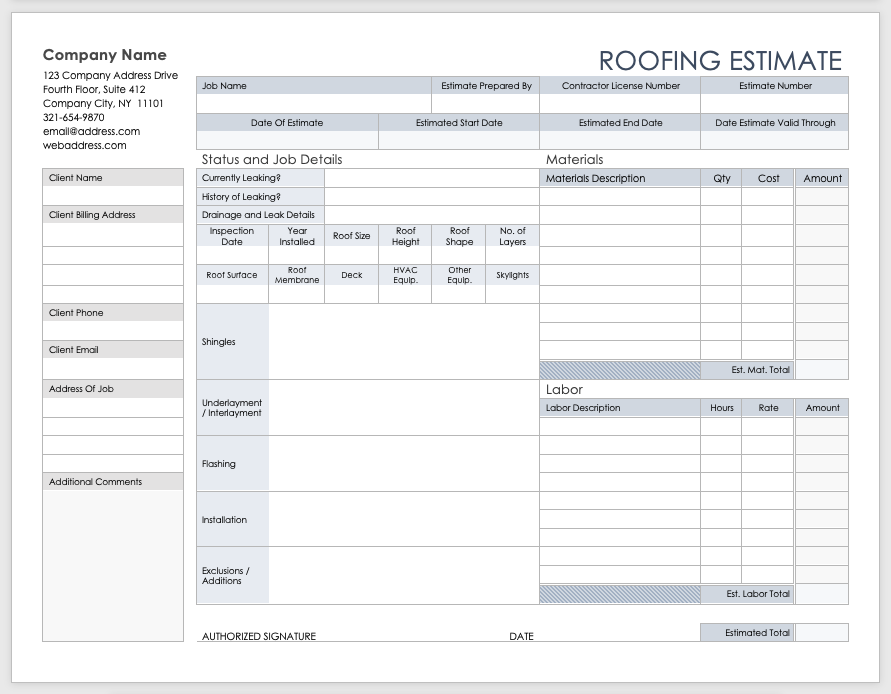 Company Name
ROOFING ESTIMATE
123 Company Address Drive
Fourth Floor, Suite 412
Company City, NY  11101
321-654-9870
email@address.com
webaddress.com
Job Name
Estimate Prepared By
Contractor License Number
Estimate Number
Date Of Estimate
Estimated Start Date
Estimated End Date
Date Estimate Valid Through
Client Name
Client Billing Address
Client Phone
Client Email
Address Of Job
Additional Comments
Status and Job Details
Currently Leaking?
History of Leaking?
Drainage and Leak Details
Inspection
Date
Year
Installed
Roof Size
Roof
Height
Roof
Shape
No. of
Layers
Roof Surface
Roof
Membrane
Deck
HVAC
Equip.
Other
Equip.
Skylights
Shingles
Underlayment
/ Interlayment
Flashing
Installation
Exclusions /
Additions
Materials
Materials Description
Qty
Cost
Amount
Est. Mat. Total
Labor
Labor Description
Hours
Rate
Amount
Est. Labor Total
Estimated Total
AUTHORIZED SIGNATURE
DATE